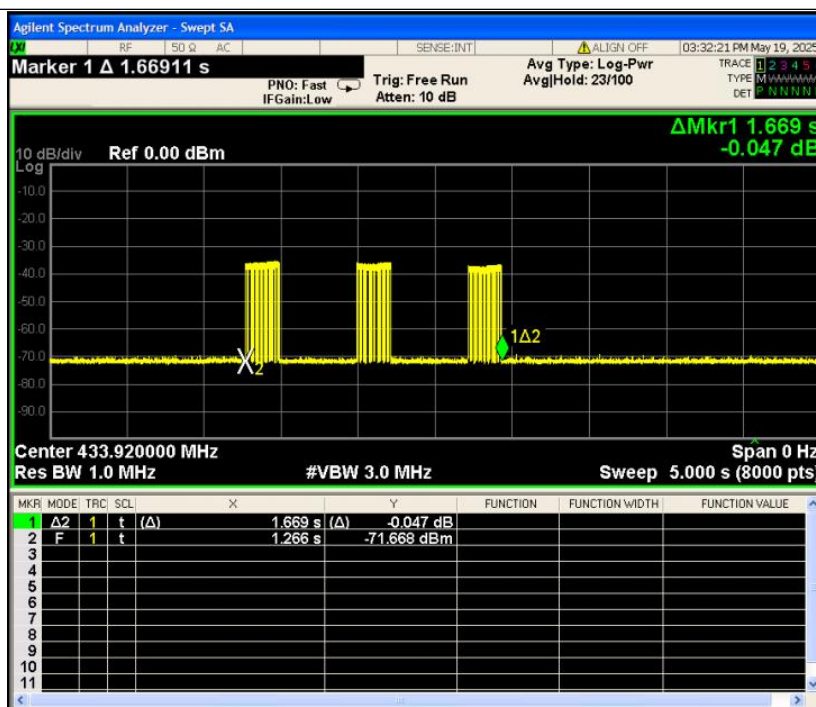 Agilent Spectrum Analyzer - Swept SA
LXI RF 50 Ω AC SENSE:INT ALIGN OFF 03:32:21 PM May 19, 2025
Marker 1 Δ 1.66911 s
PNO: Fast
IFGain:Low
Trig: Free Run
Atten: 10 dB
Avg Type: Log-Pwr
Avg|Hold: 23/100
TRACE 1 2 3 4 5
TYPE M
DET P N N N N
ΔMkr1 1.669 s
-0.047 dB
10 dB/div Ref 0.00 dBm
Log
-10.0
-20.0
-30.0
-40.0
-50.0
-60.0
-70.0
-80.0
-90.0
1Δ2
2
Center 433.920000 MHz Span 0 Hz
Res BW 1.0 MHz #VBW 3.0 MHz Sweep 5.000 s (8000 pts)
MKR MODE TRC SCL X Y FUNCTION FUNCTION WIDTH FUNCTION VALUE
1 Δ2 1 t (Δ) 1.669 s (Δ) -0.047 dB
2 F 1 t 1.266 s -71.668 dBm
3
4
5
6
7
8
9
10
11